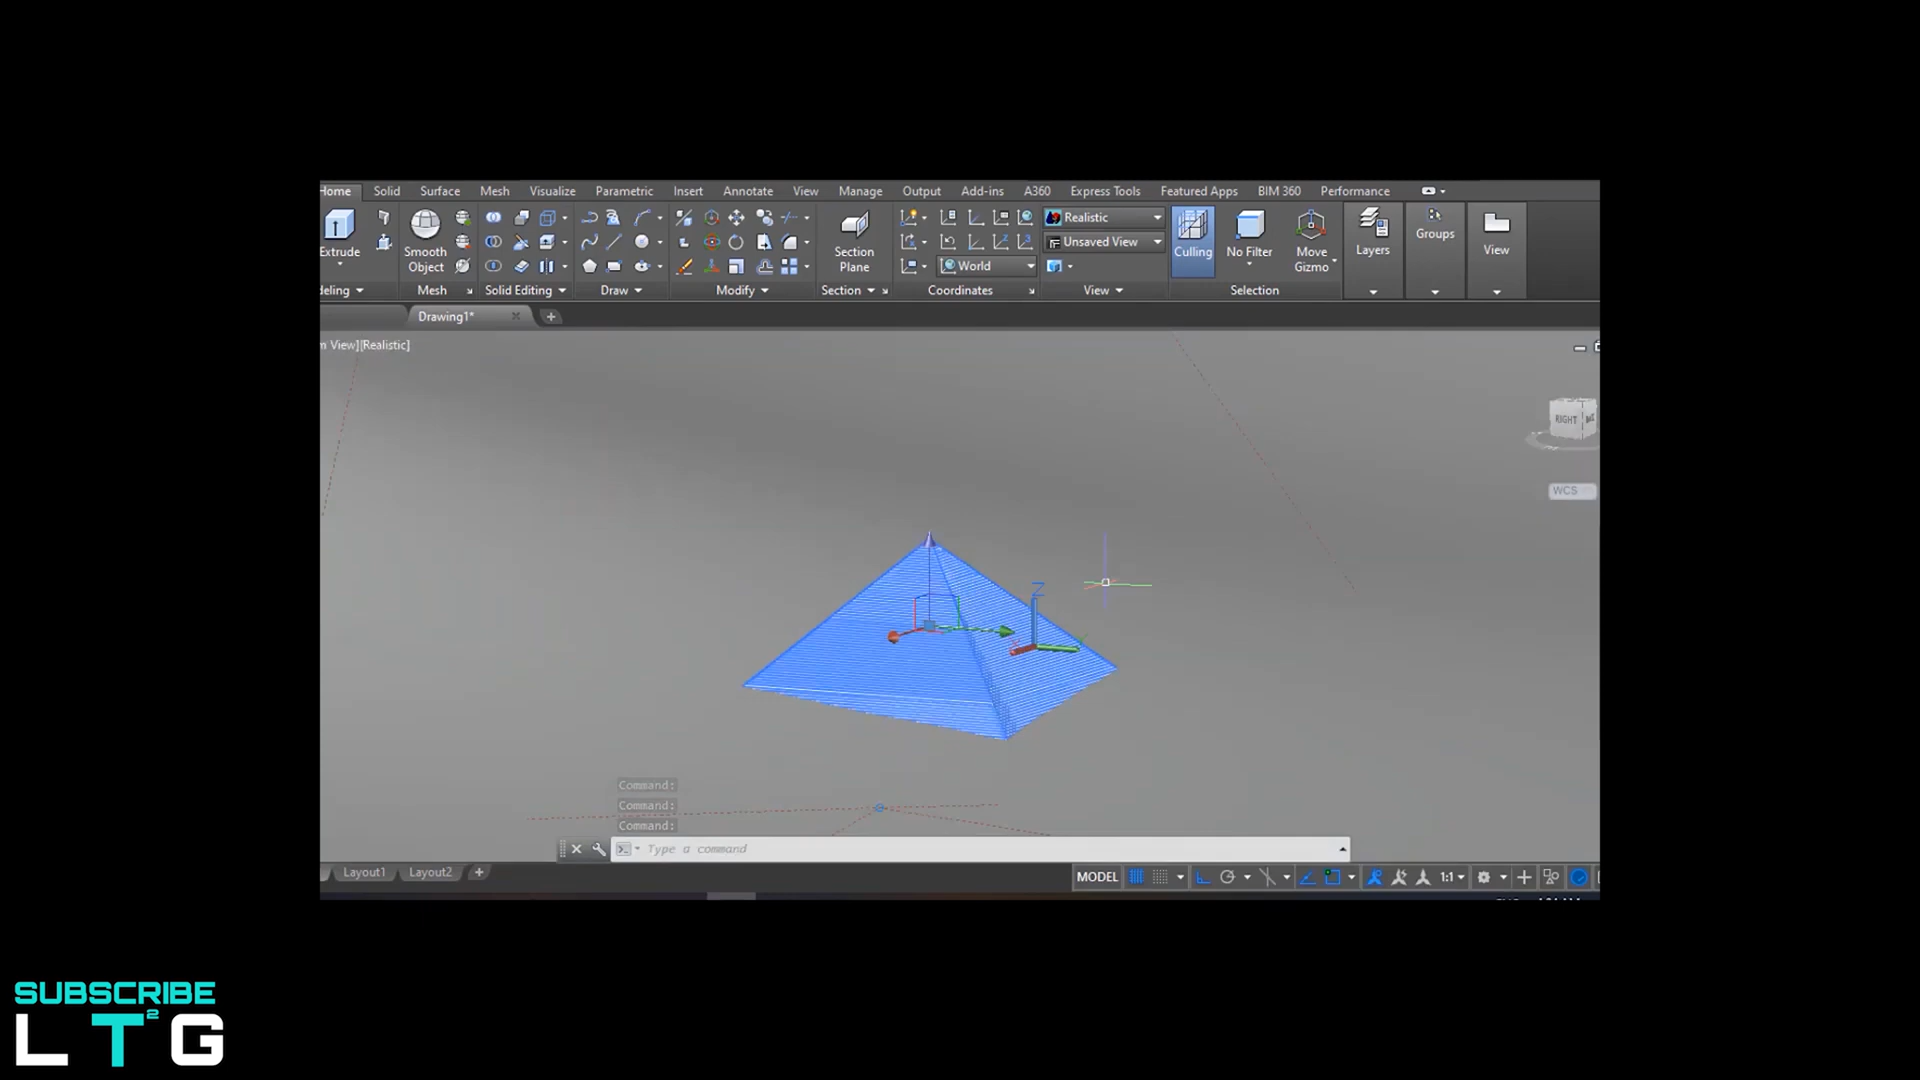 Home Solid Surface Mesh Visualize Parametric Insert Annotate View Manage Output Add-ins A360 Express Tools Featured Apps BIM 360 Performance
Extrude
Smooth
Object
Section
Plane
World
Realistic
Unsaved View
Culling
No Filter
Move
Gizmo
Layers
Groups
View
deling Mesh Solid Editing Draw Modify Section Coordinates View Selection
Drawing1*
m View][Realistic]
RIGHT
WCS
Z
Command:
Command:
Command:
Type a command
Layout1 Layout2
MODEL 1:1
SUBSCRIBE
LT²G